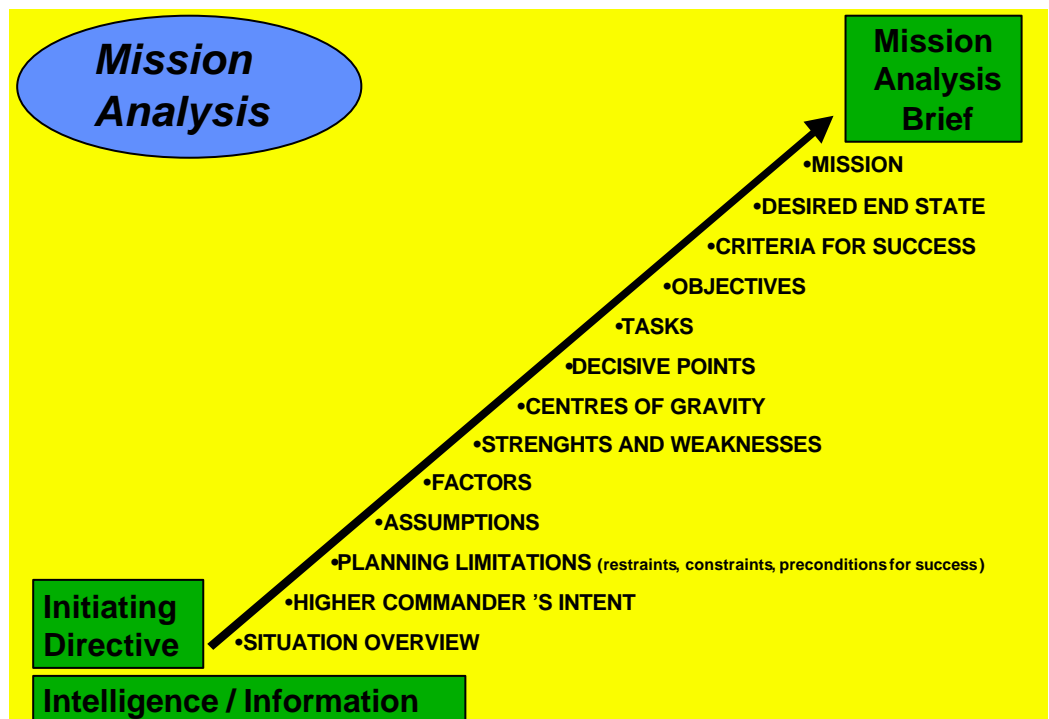 Mission
Analysis
Mission
Analysis
Brief
•MISSION
•DESIRED END STATE
•CRITERIA FOR SUCCESS
•OBJECTIVES
•TASKS
•DECISIVE POINTS
•CENTRES OF GRAVITY
•STRENGHTS AND WEAKNESSES
•FACTORS
•ASSUMPTIONS
•PLANNING LIMITATIONS (restraints, constraints, preconditions for success)
•HIGHER COMMANDER ’S INTENT
•SITUATION OVERVIEW
Initiating
Directive
Intelligence / Information